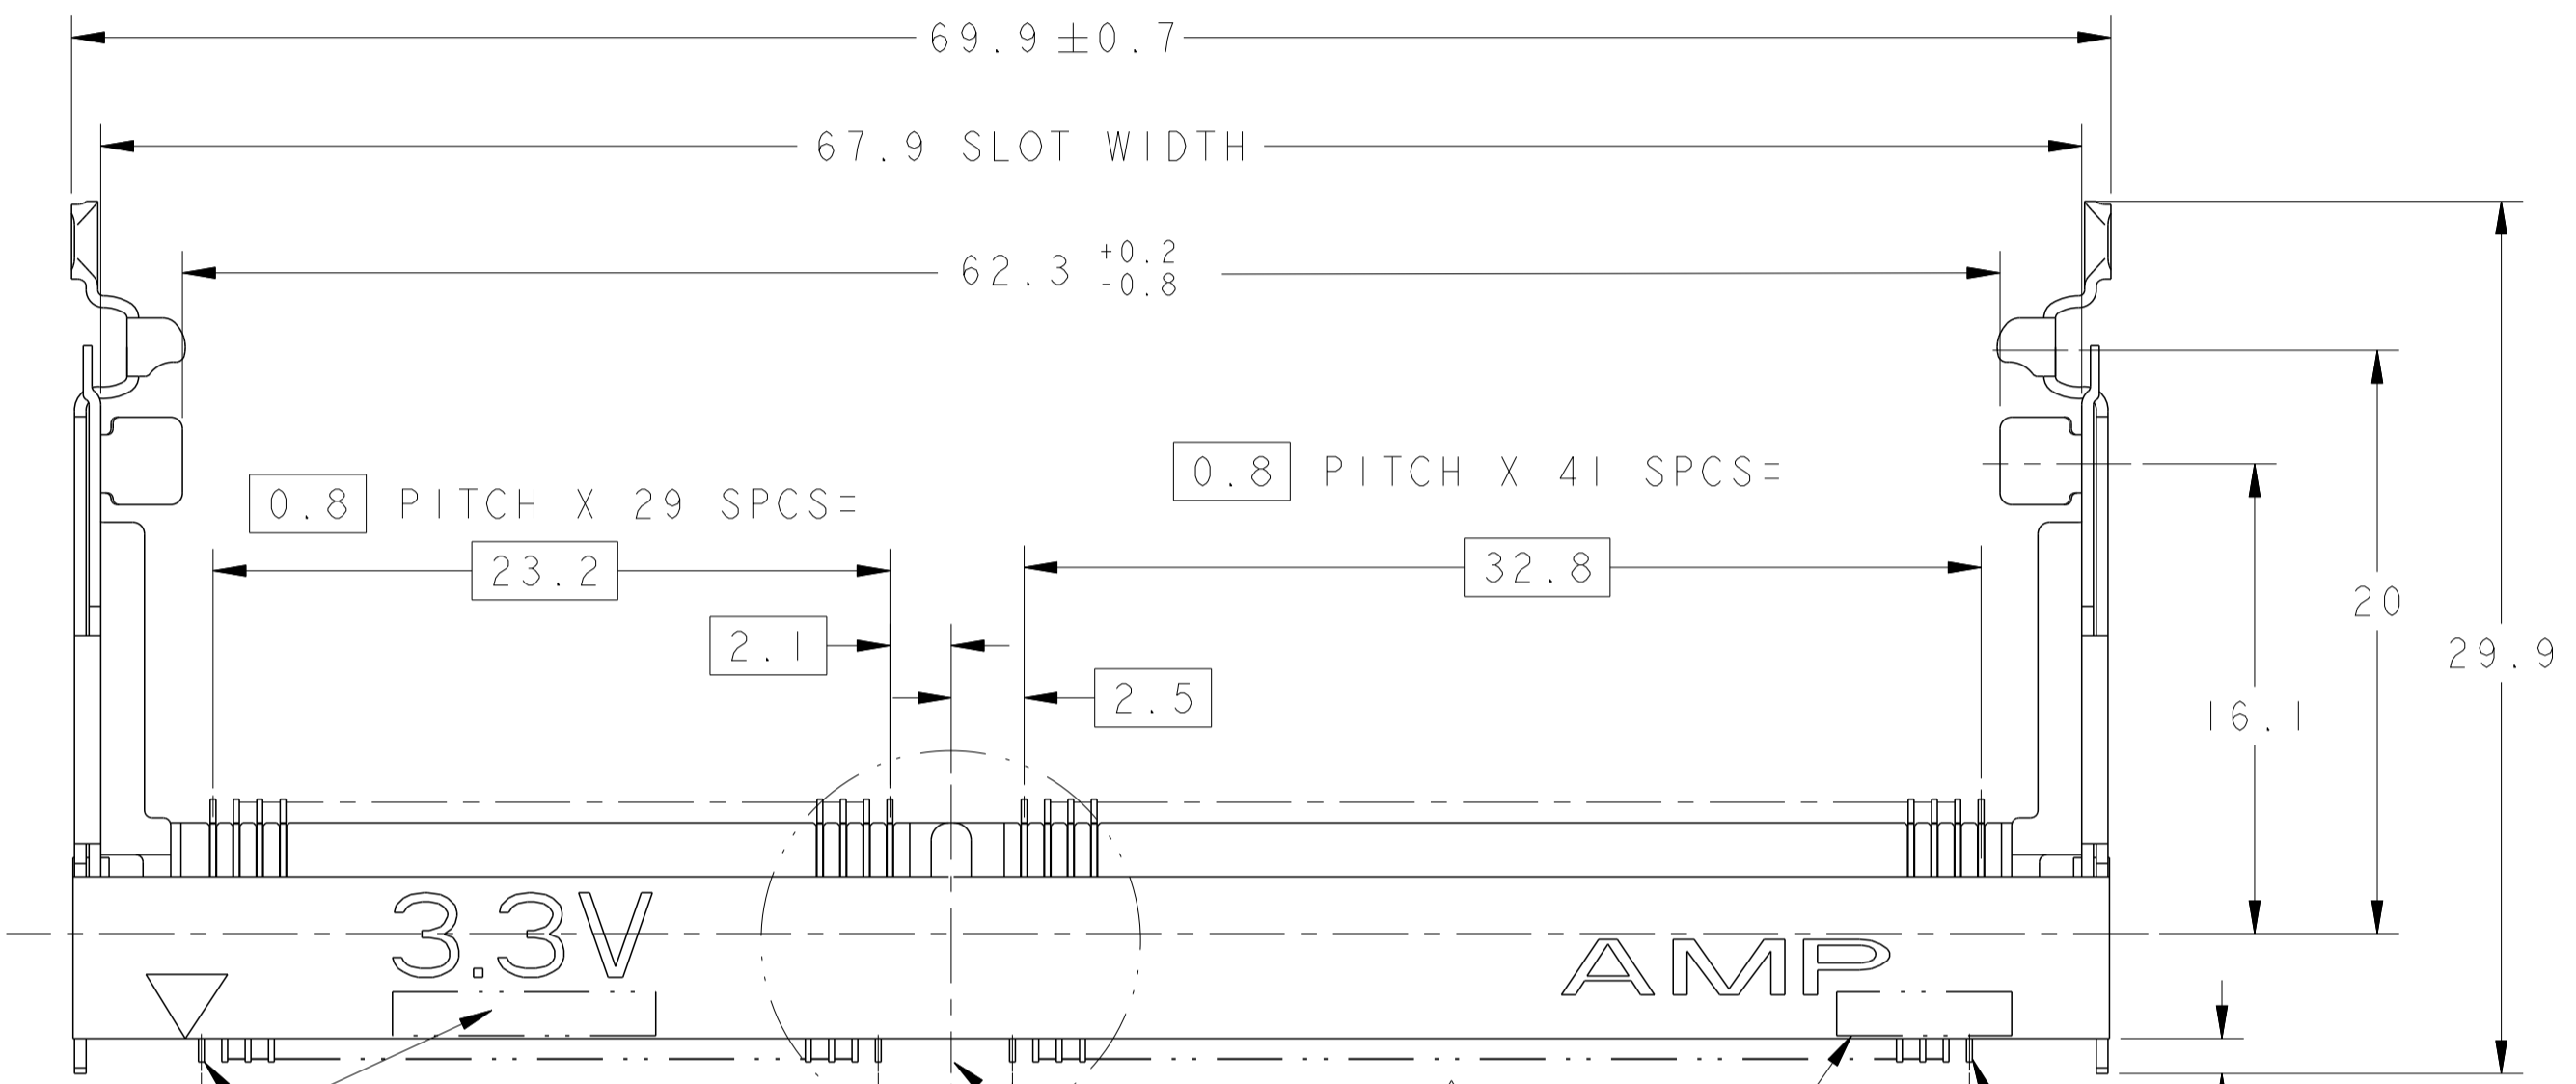 69.9 ±0.7
67.9 SLOT WIDTH
62.3 +0.2 -0.8
0.8 PITCH X 41 SPCS=
0.8 PITCH X 29 SPCS=
32.8
23.2
20
2.1
29.9
2.5
16.1
3.3V
AMP